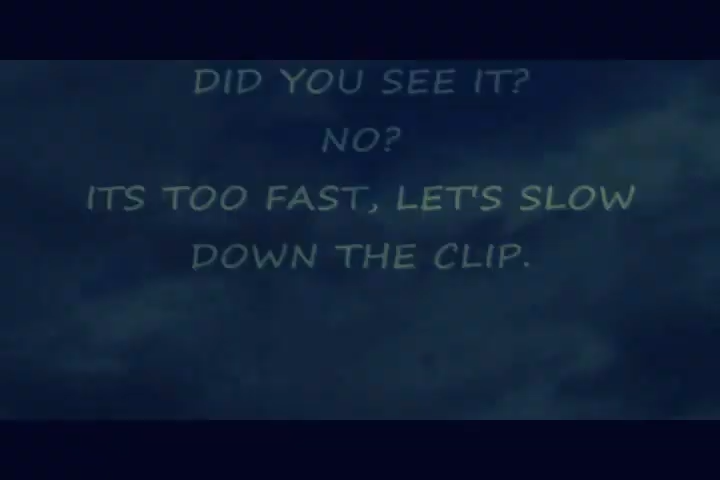 DID YOU SEE IT?
NO?
ITS TOO FAST, LET'S SLOW
DOWN THE CLIP.